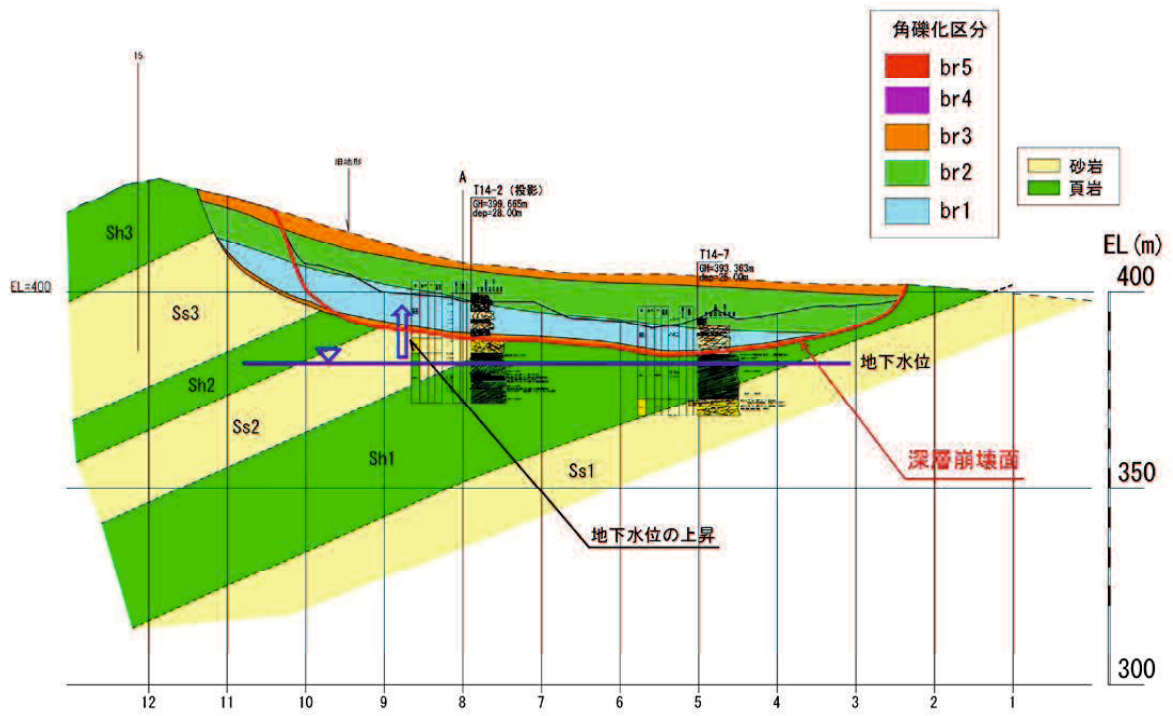 角礫化区分
br5
br4
br3
br2
br1
砂岩
頁岩
15
旧地形
A
T14-2 (投影)
GH=399.665m
dep=28.00m
T14-7
GH=393.363m
dep=25.00m
EL(m)
400
350
300
EL=400
Sh3
Ss3
Sh2
Ss2
Sh1
Ss1
地下水位
深層崩壊面
地下水位の上昇
12 11 10 9 8 7 6 5 4 3 2 1